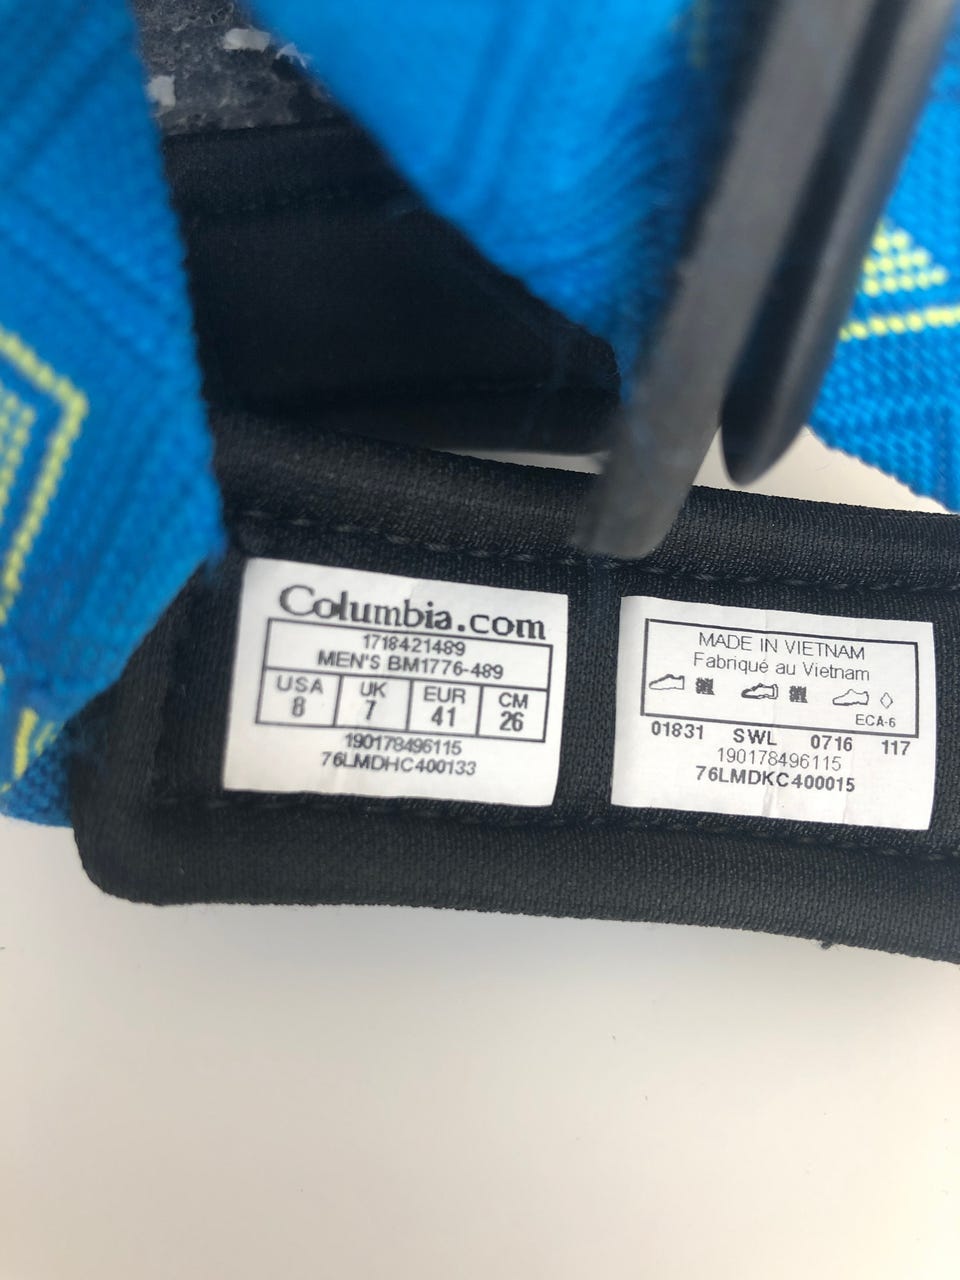 Columbia.com
1718421489
MEN'S BM1776-489
USA UK EUR CM
8 7 41 26
190178496115
76LMDHC400133
MADE IN VIETNAM
Fabriqué au Vietnam
ECA-6
01831 SWL 0716 117
190178496115
76LMDKC400015